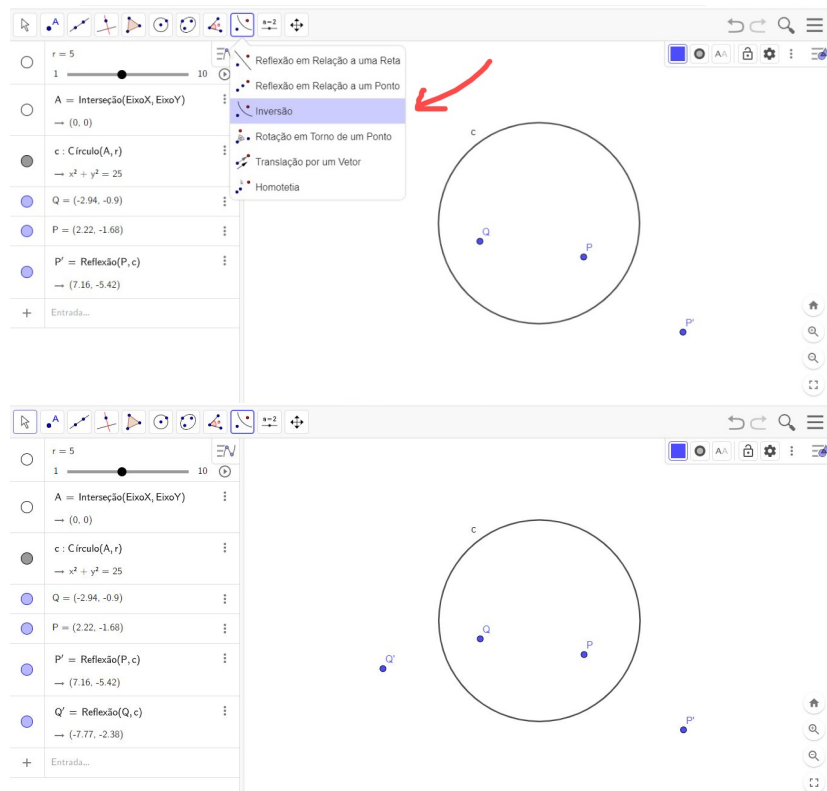 A
a=2
r = 5
1
10
AA
A = Interseção(EixoX, EixoY)
→ (0, 0)
c : Círculo(A, r)
→ x² + y² = 25
Q = (-2.94, -0.9)
P = (2.22, -1.68)
P′ = Reflexão(P, c)
→ (7.16, -5.42)
Entrada...
Reflexão em Relação a uma Reta
Reflexão em Relação a um Ponto
Inversão
Rotação em Torno de um Ponto
Translação por um Vetor
Homotetia
c
Q
P
P'
A
a=2
r = 5
1
10
AA
A = Interseção(EixoX, EixoY)
→ (0, 0)
c : Círculo(A, r)
→ x² + y² = 25
Q = (-2.94, -0.9)
P = (2.22, -1.68)
P′ = Reflexão(P, c)
→ (7.16, -5.42)
Q′ = Reflexão(Q, c)
→ (-7.77, -2.38)
Entrada...
c
Q
P
Q'
P'